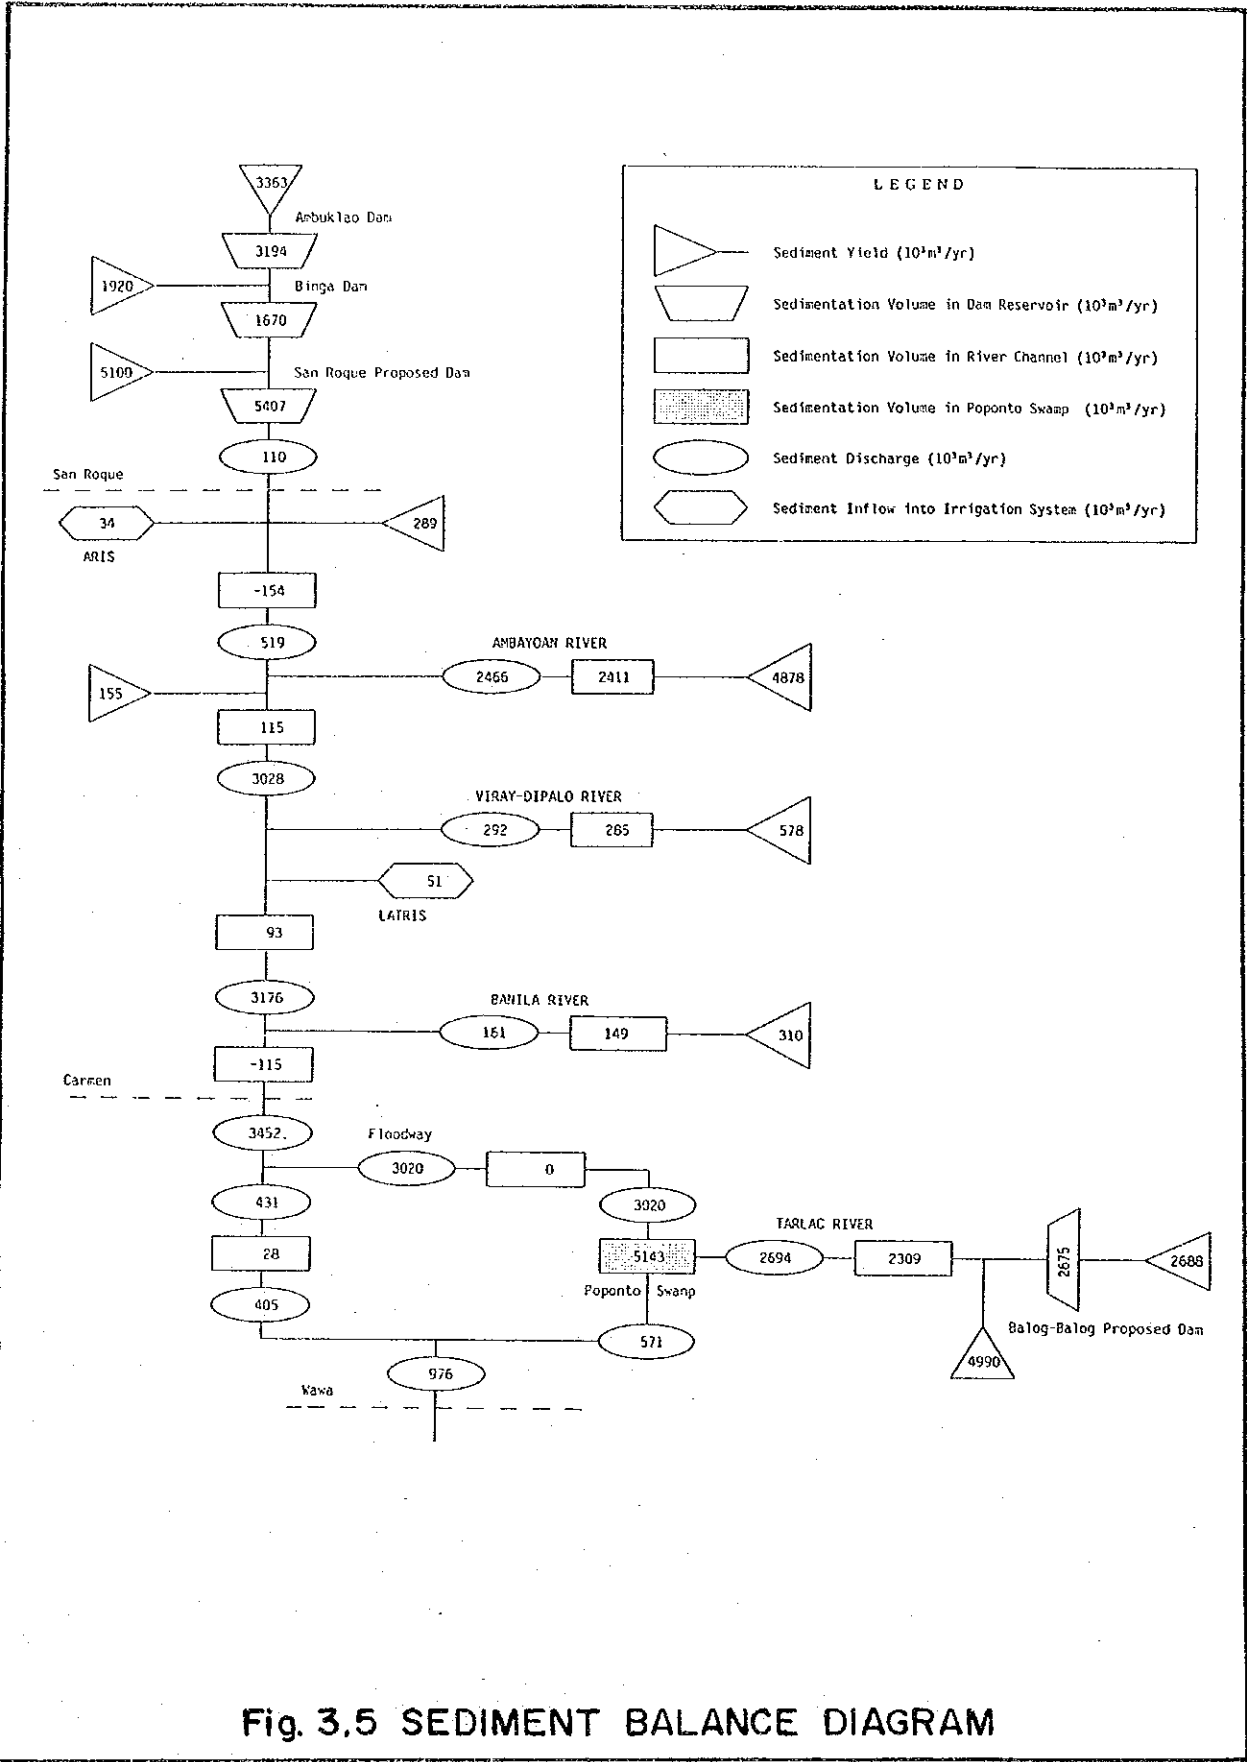 3363
Ambuklao Dam
3194
1920
Binga Dam
1670
5109
San Roque Proposed Dam
5407
110
San Roque
34
289
ARIS
-154
519
AMBAYOAN RIVER
155
2466
2411
4878
115
3028
VIRAY-DIPALO RIVER
292
285
578
51
LATRIS
93
3176
BANILA RIVER
161
149
310
-115
Carmen
3452.
Floodway
3020
0
431
3020
TARLAC RIVER
28
5143
2694
2309
2675
2688
Poponto Swamp
405
571
Balog-Balog Proposed Dam
4990
976
Wawa
LEGEND
Sediment Yield (10³m³/yr)
Sedimentation Volume in Dam Reservoir (10³m³/yr)
Sedimentation Volume in River Channel (10³m³/yr)
Sedimentation Volume in Poponto Swamp (10³m³/yr)
Sediment Discharge (10³m³/yr)
Sediment Inflow into Irrigation System (10³m³/yr)
Fig. 3.5 SEDIMENT BALANCE DIAGRAM